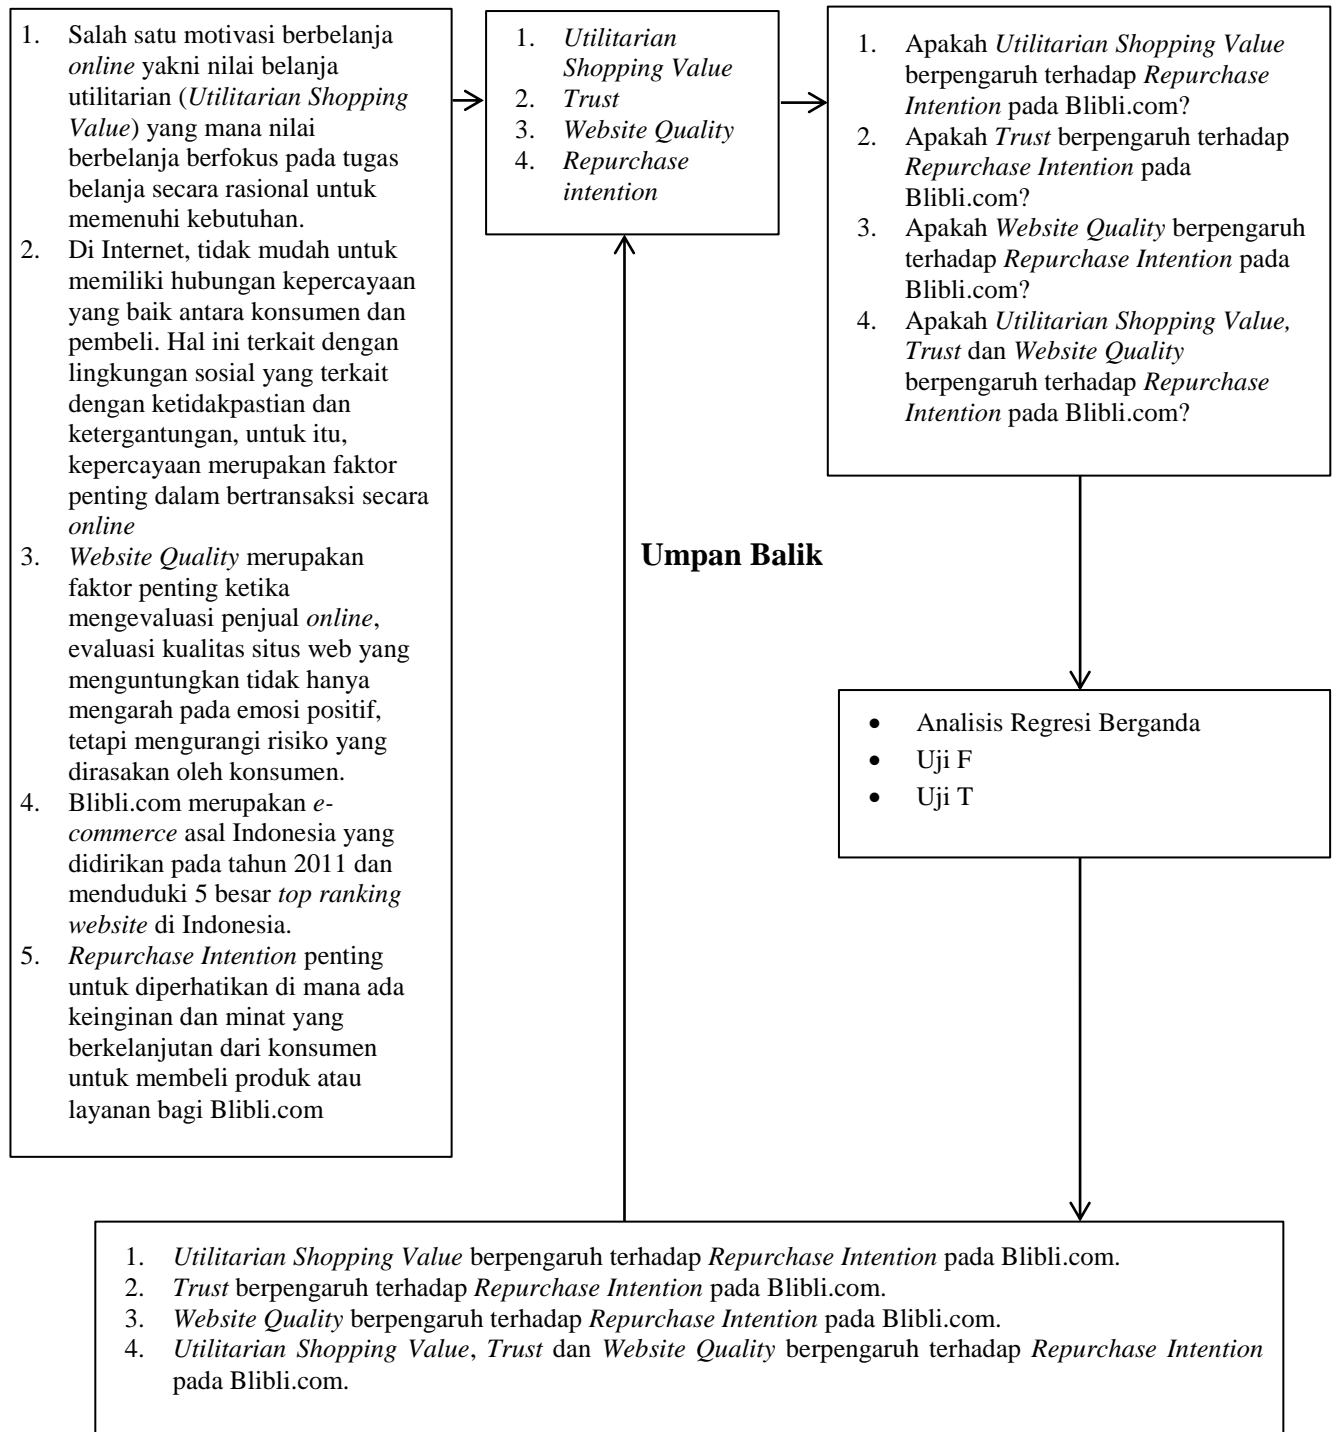 1. Salah satu motivasi berbelanja
online yakni nilai belanja
utilitarian (Utilitarian Shopping
Value) yang mana nilai
berbelanja berfokus pada tugas
belanja secara rasional untuk
memenuhi kebutuhan.
2. Di Internet, tidak mudah untuk
memiliki hubungan kepercayaan
yang baik antara konsumen dan
pembeli. Hal ini terkait dengan
lingkungan sosial yang terkait
dengan ketidakpastian dan
ketergantungan, untuk itu,
kepercayaan merupakan faktor
penting dalam bertransaksi secara
online
3. Website Quality merupakan
faktor penting ketika
mengevaluasi penjual online,
evaluasi kualitas situs web yang
menguntungkan tidak hanya
mengarah pada emosi positif,
tetapi mengurangi risiko yang
dirasakan oleh konsumen.
4. Blibli.com merupakan e-
commerce asal Indonesia yang
didirikan pada tahun 2011 dan
menduduki 5 besar top ranking
website di Indonesia.
5. Repurchase Intention penting
untuk diperhatikan di mana ada
keinginan dan minat yang
berkelanjutan dari konsumen
untuk membeli produk atau
layanan bagi Blibli.com
1. Utilitarian
Shopping Value
2. Trust
3. Website Quality
4. Repurchase
intention
1. Apakah Utilitarian Shopping Value
berpengaruh terhadap Repurchase
Intention pada Blibli.com?
2. Apakah Trust berpengaruh terhadap
Repurchase Intention pada
Blibli.com?
3. Apakah Website Quality berpengaruh
terhadap Repurchase Intention pada
Blibli.com?
4. Apakah Utilitarian Shopping Value,
Trust dan Website Quality
berpengaruh terhadap Repurchase
Intention pada Blibli.com?
Umpan Balik
• Analisis Regresi Berganda
• Uji F
• Uji T
1. Utilitarian Shopping Value berpengaruh terhadap Repurchase Intention pada Blibli.com.
2. Trust berpengaruh terhadap Repurchase Intention pada Blibli.com.
3. Website Quality berpengaruh terhadap Repurchase Intention pada Blibli.com.
4. Utilitarian Shopping Value, Trust dan Website Quality berpengaruh terhadap Repurchase Intention
pada Blibli.com.